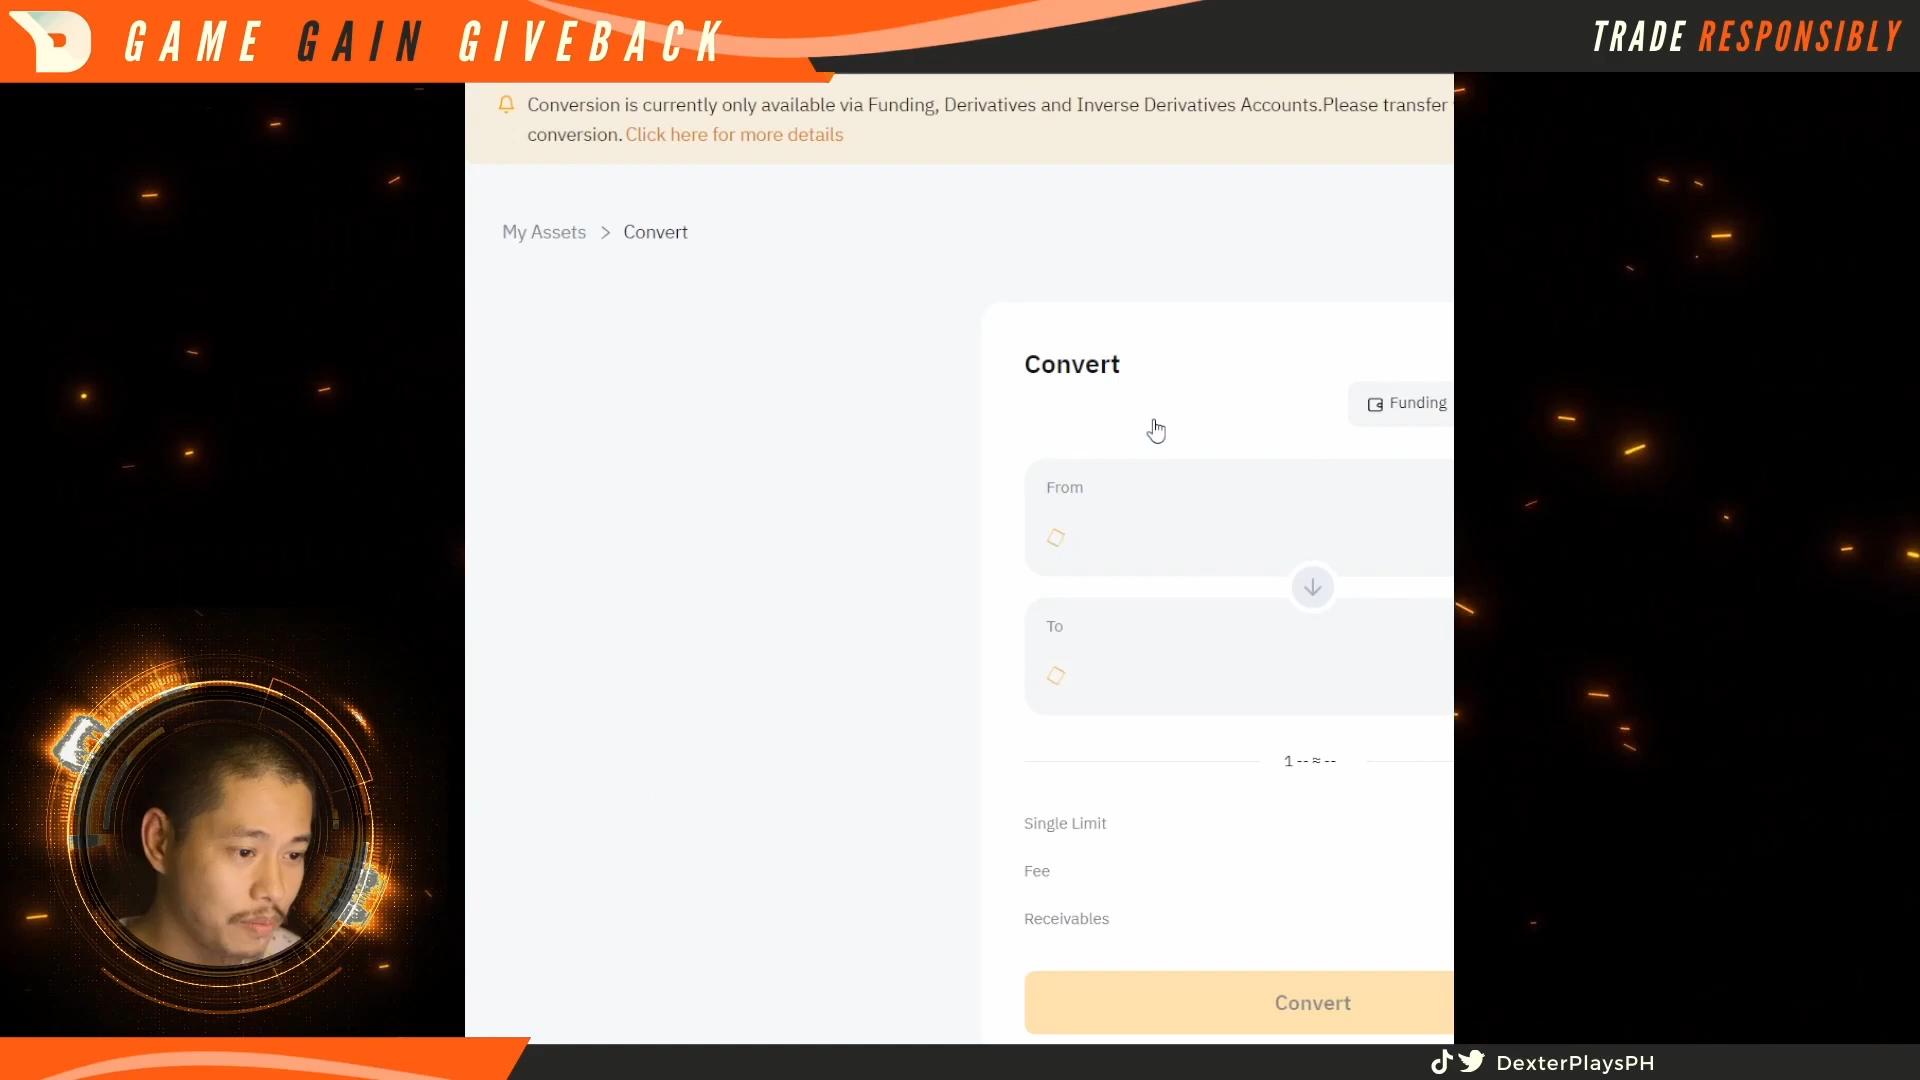 GAME GAIN GIVEBACK
TRADE RESPONSIBLY
Conversion is currently only available via Funding, Derivatives and Inverse Derivatives Accounts.Please transfer
conversion. Click here for more details
My Assets > Convert
Convert
Funding
From
To
1 -- ≈ --
Single Limit
Fee
Receivables
Convert
DexterPlaysPH